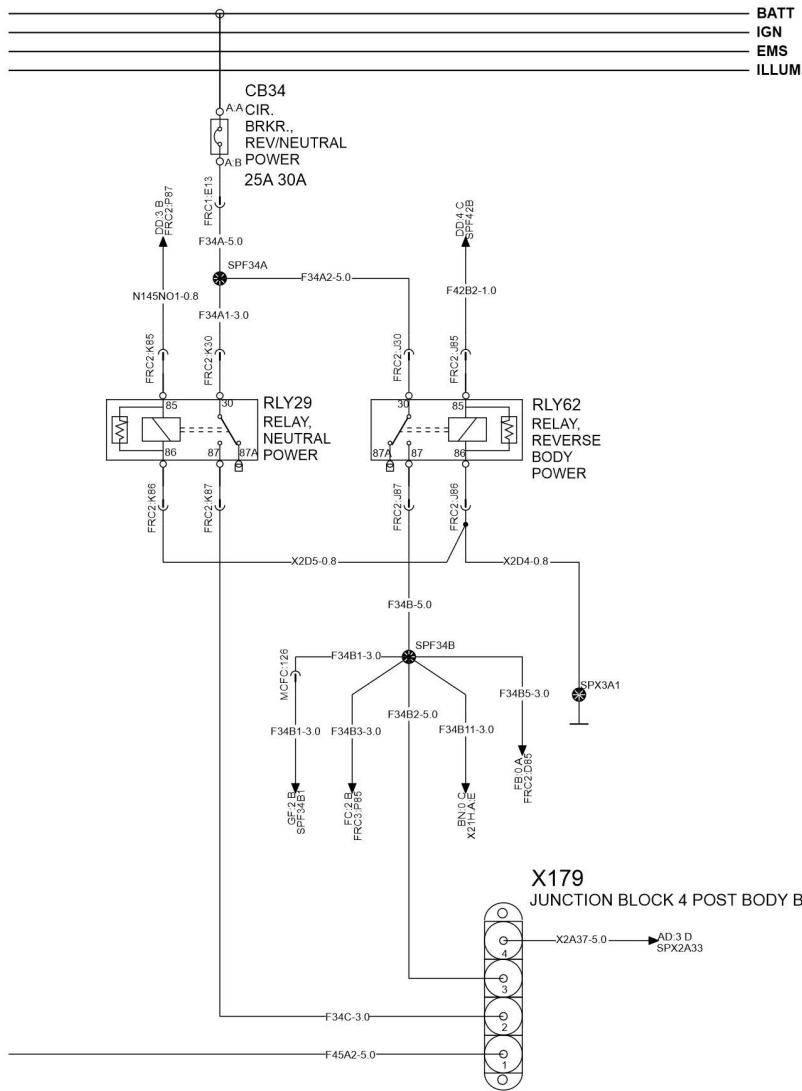 BATT
IGN
EMS
ILLUM
CB34
A:A CIR.
BRKR.,
REV/NEUTRAL
A:B POWER
25A 30A
FRC1:E13
DD:3 B
FRC2:P87
DD:4 C
SPF42B
F34A-5.0
SPF34A
F34A2-5.0
N145NO1-0.8
F34A1-3.0
F42B2-1.0
FRC2:K85
FRC2:K30
FRC2:J30
FRC2:J85
85
30
RLY29
RELAY,
NEUTRAL
POWER
86
87
87A
30
85
RLY62
RELAY,
REVERSE
BODY
POWER
87A
87
86
FRC2:K86
FRC2:K87
FRC2:J87
FRC2:J86
X2D5-0.8
X2D4-0.8
F34B-5.0
SPF34B
MCFC:126
F34B1-3.0
F34B5-3.0
SPX3A1
F34B1-3.0
F34B3-3.0
F34B2-5.0
F34B11-3.0
GF:2 B
SPF34B1
FC:2 B
FRC3:P85
BN:0 C
X21H.A:E
FB:0 A
FRC2:D85
X179
JUNCTION BLOCK 4 POST BODY B
4
X2A37-5.0
AD:3 D
SPX2A33
3
F34C-3.0
2
F45A2-5.0
1